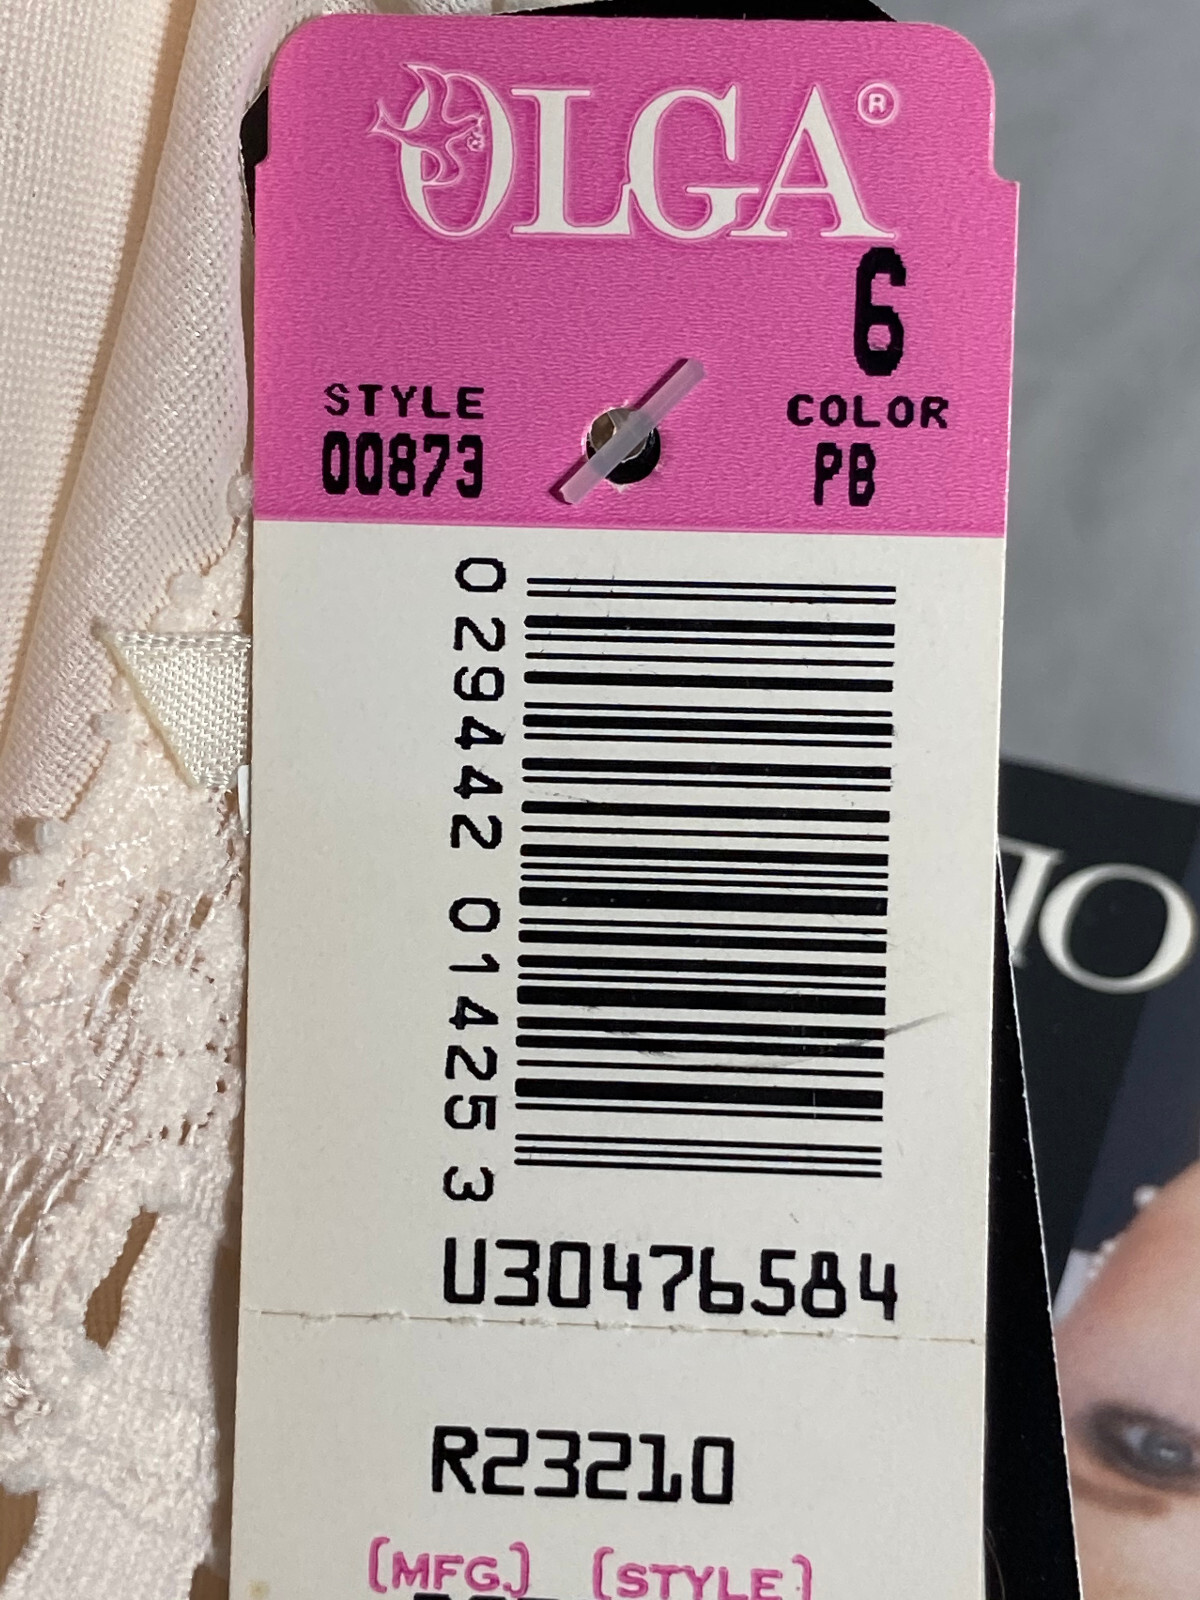 OLGA®
6
STYLE COLOR
00873 PB
0 29442 01425 3
U30476584
R23210
[MFG.] [STYLE]